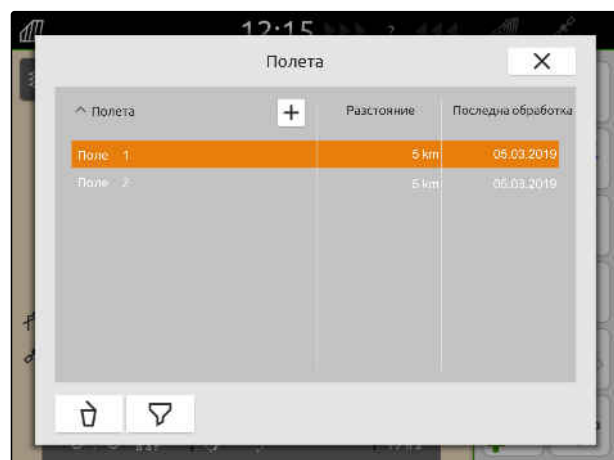 12:15
Полета
^ Полета + Разстояние Последна обработка
Поле 1 5 km 05.03.2019
Поле 2 5 km 05.03.2019